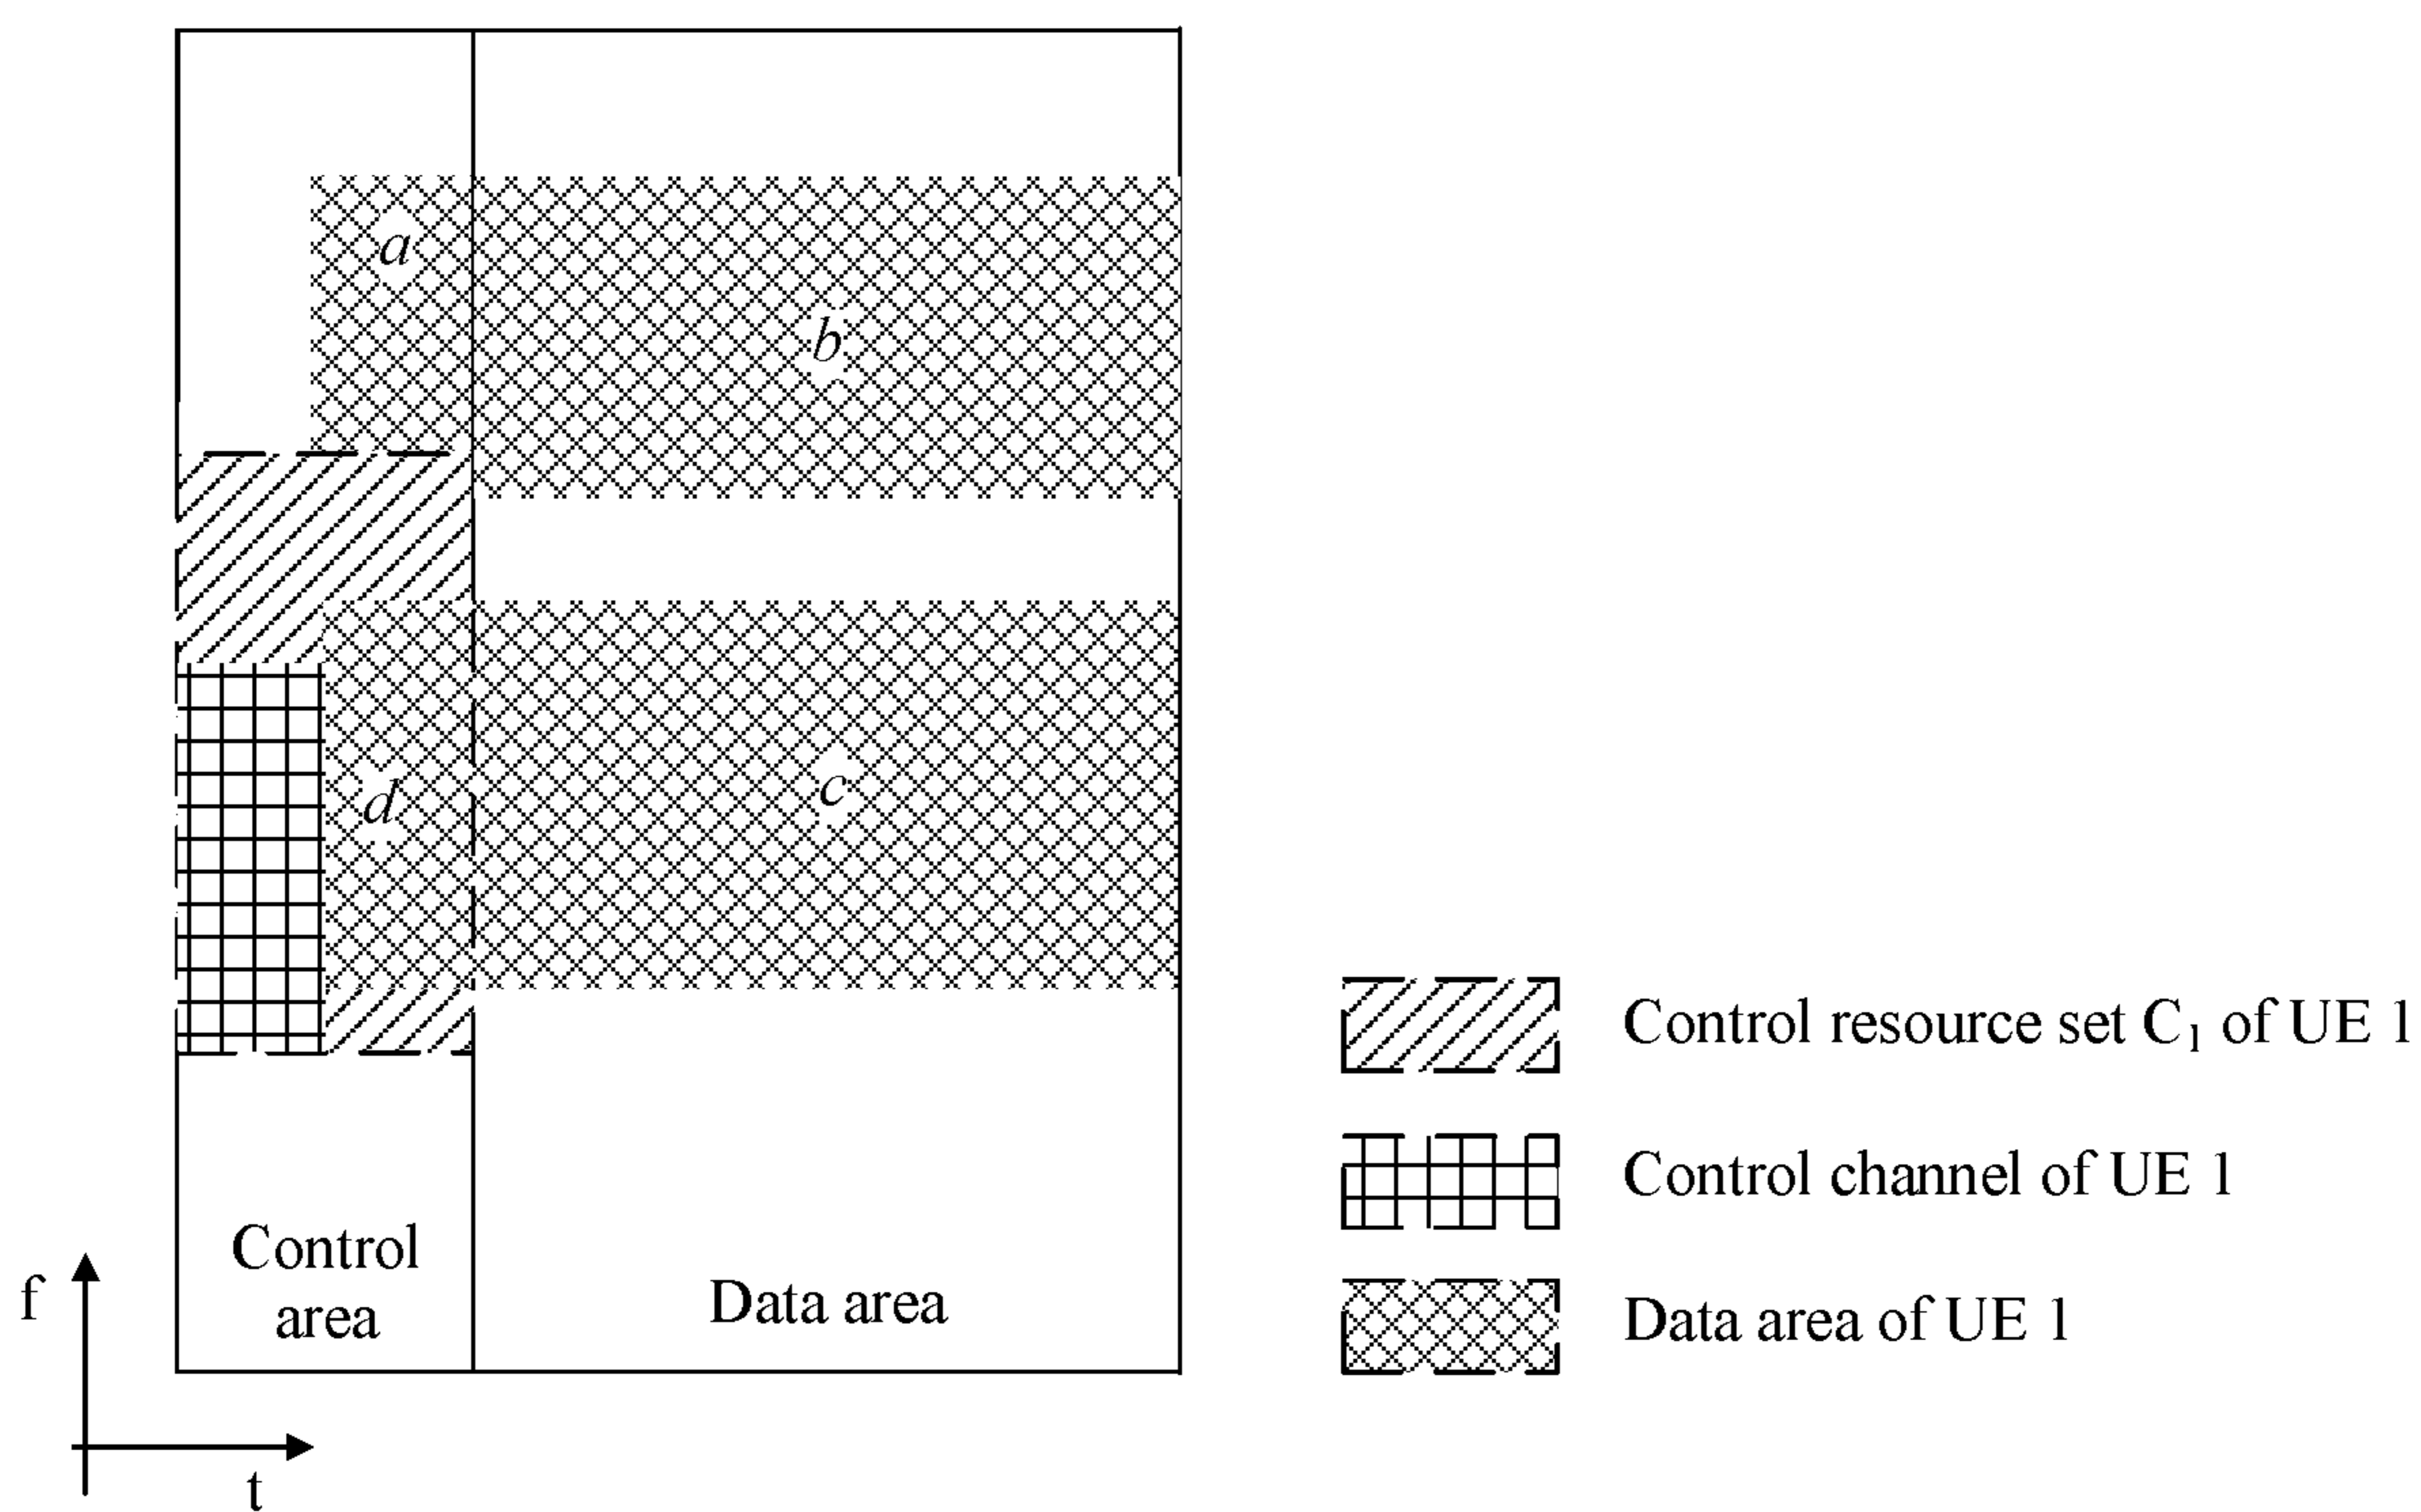 a
b
d
c
Control resource set C₁ of UE 1
Control channel of UE 1
Data area of UE 1
Control
area
Data area
f
t